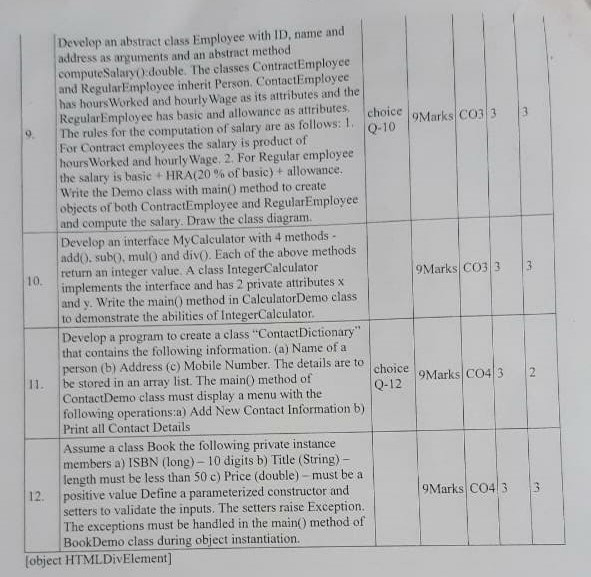 Develop an abstract class Employee with ID, name and
address as arguments and an abstract method
computeSalary():double. The classes ContractEmployee
and RegularEmployee inherit Person. ContactEmployee
has hoursWorked and hourlyWage as its attributes and the
RegularEmployee has basic and allowance as attributes.
9. The rules for the computation of salary are as follows: 1. choice Q-10 9Marks CO3 3 3
For Contract employees the salary is product of
hoursWorked and hourlyWage. 2. For Regular employee
the salary is basic + HRA(20 % of basic) + allowance.
Write the Demo class with main() method to create
objects of both ContractEmployee and RegularEmployee
and compute the salary. Draw the class diagram.
Develop an interface MyCalculator with 4 methods -
add(), sub(), mul() and div(). Each of the above methods
return an integer value. A class IntegerCalculator
10. implements the interface and has 2 private attributes x 9Marks CO3 3 3
and y. Write the main() method in CalculatorDemo class
to demonstrate the abilities of IntegerCalculator.
Develop a program to create a class "ContactDictionary"
that contains the following information. (a) Name of a
person (b) Address (c) Mobile Number. The details are to
11. be stored in an array list. The main() method of choice Q-12 9Marks CO4 3 2
ContactDemo class must display a menu with the
following operations:a) Add New Contact Information b)
Print all Contact Details
Assume a class Book the following private instance
members a) ISBN (long) – 10 digits b) Title (String) –
length must be less than 50 c) Price (double) – must be a
12. positive value Define a parameterized constructor and 9Marks CO4 3 3
setters to validate the inputs. The setters raise Exception.
The exceptions must be handled in the main() method of
BookDemo class during object instantiation.
[object HTMLDivElement]